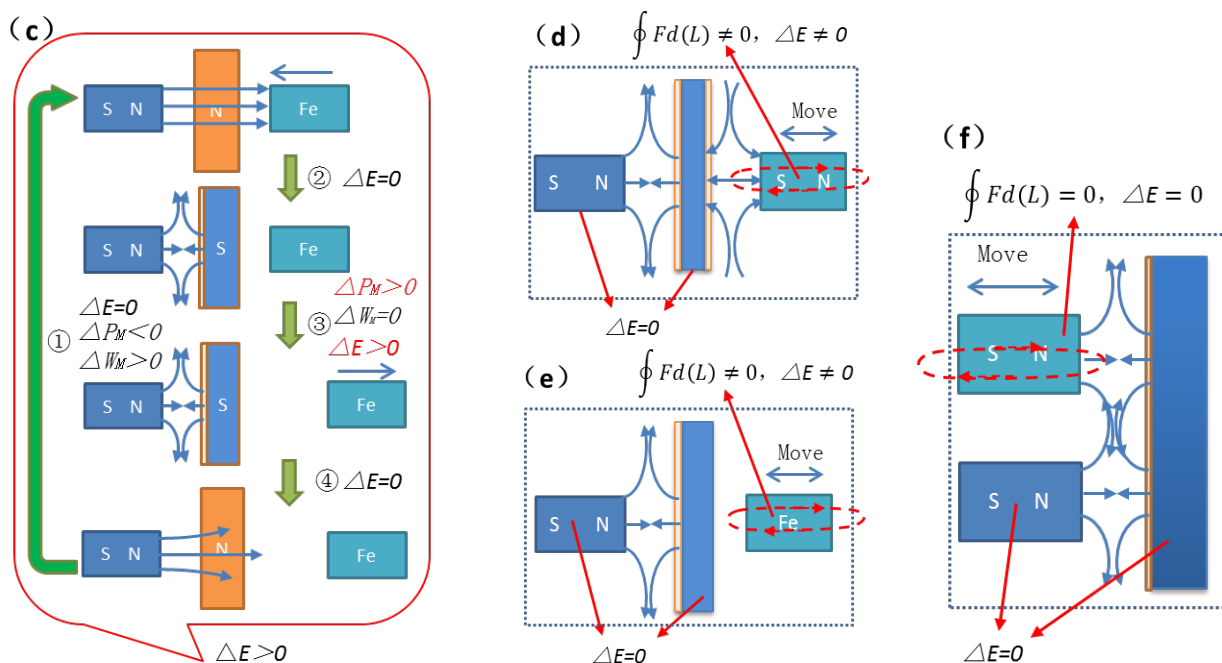 (c)
S N
N
Fe
② △E=0
S N
S
Fe
△E=0
△PM<0
△WM>0
①
③
△PM>0
△WM=0
△E>0
S N
S
Fe
④ △E=0
S N
N
Fe
△E>0
(d)
∮ Fd(L) ≠ 0, △E ≠ 0
Move
S N
S N
△E=0
(e)
∮ Fd(L) ≠ 0, △E ≠ 0
Move
S N
Fe
△E=0
(f)
∮ Fd(L) = 0, △E = 0
Move
S N
S N
△E=0